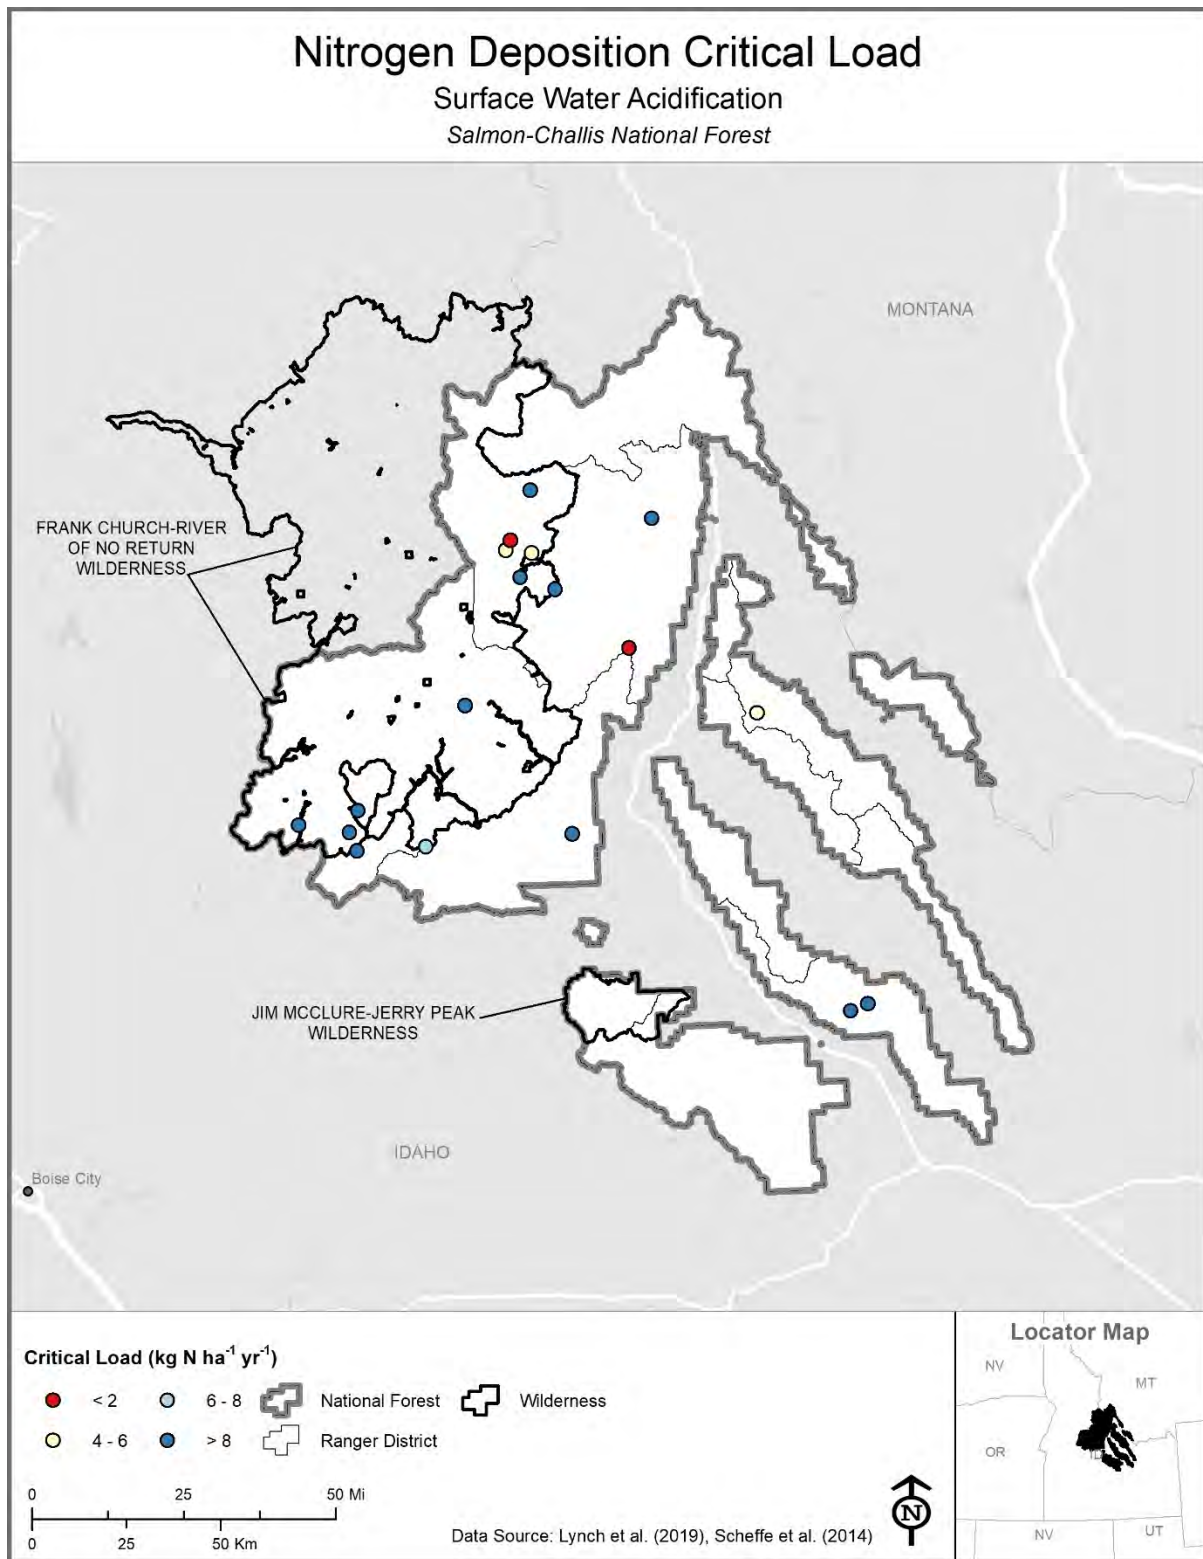 Nitrogen Deposition Critical Load
Surface Water Acidification
Salmon-Challis National Forest
MONTANA
FRANK CHURCH-RIVER
OF NO RETURN
WILDERNESS
JIM MCCLURE-JERRY PEAK
WILDERNESS
IDAHO
Boise City
Critical Load (kg N ha⁻¹ yr⁻¹)
< 2
6 - 8
National Forest
Wilderness
4 - 6
> 8
Ranger District
0 25 50 Mi
0 25 50 Km
Data Source: Lynch et al. (2019), Scheffe et al. (2014)
N
Locator Map
NV
MT
OR
ID
NV
UT